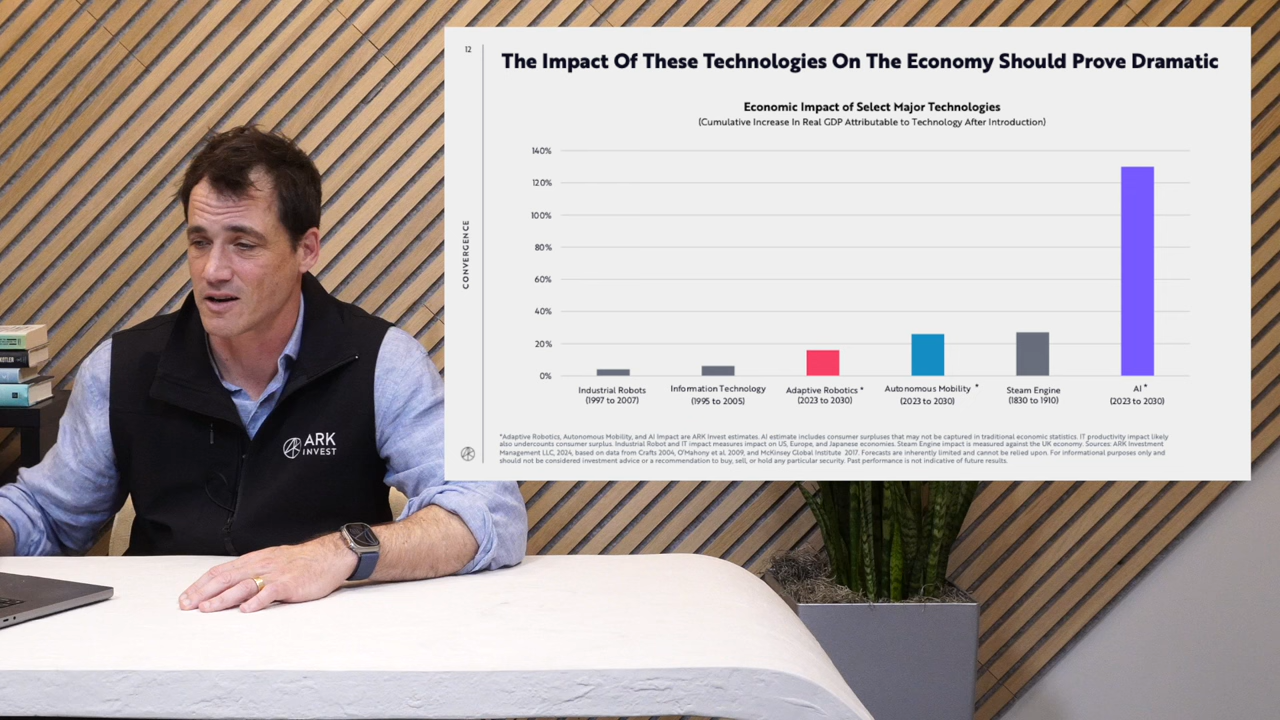 12
The Impact Of These Technologies On The Economy Should Prove Dramatic
Economic Impact of Select Major Technologies
(Cumulative Increase In Real GDP Attributable to Technology After Introduction)
140%
120%
100%
80%
60%
40%
20%
0%
CONVERGENCE
Industrial Robots
(1997 to 2007)
Information Technology
(1995 to 2005)
Adaptive Robotics *
(2023 to 2030)
Autonomous Mobility *
(2023 to 2030)
Steam Engine
(1830 to 1910)
AI *
(2023 to 2030)
*Adaptive Robotics, Autonomous Mobility, and AI Impact are ARK Invest estimates. AI estimate includes consumer surpluses that may not be captured in traditional economic statistics. IT productivity impact likely
also undercounts consumer surplus. Industrial Robot and IT impact measures impact on US, Europe, and Japanese economies. Steam Engine impact is measured against the UK economy. Sources: ARK Investment
Management LLC, 2024, based on data from Crafts 2004, O'Mahony et al. 2009, and McKinsey Global Institute 2017. Forecasts are inherently limited and cannot be relied upon. For informational purposes only and
should not be considered investment advice or a recommendation to buy, sell, or hold any particular security. Past performance is not indicative of future results.
ARK
INVEST